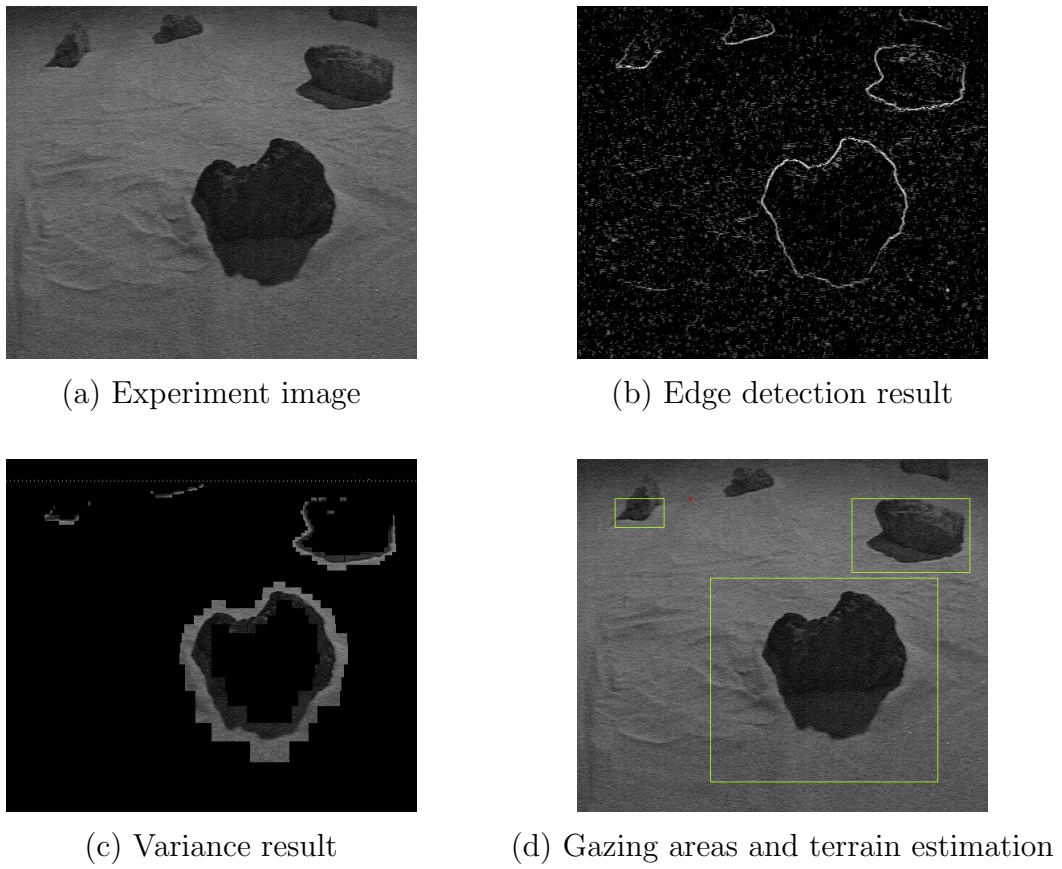 (a) Experiment image
(b) Edge detection result
(c) Variance result
(d) Gazing areas and terrain estimation